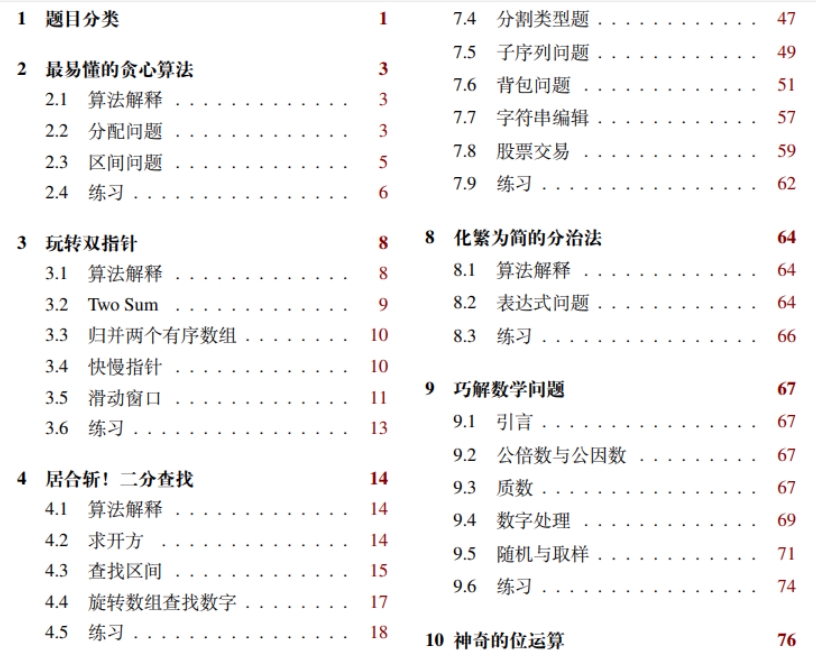 1 题目分类 1
2 最易懂的贪心算法 3
2.1 算法解释 . . . . . . . . . . . . . 3
2.2 分配问题 . . . . . . . . . . . . . 3
2.3 区间问题 . . . . . . . . . . . . . 5
2.4 练习 . . . . . . . . . . . . . . . . 6
3 玩转双指针 8
3.1 算法解释 . . . . . . . . . . . . . 8
3.2 Two Sum . . . . . . . . . . . . . 9
3.3 归并两个有序数组 . . . . . . . . 10
3.4 快慢指针 . . . . . . . . . . . . . 10
3.5 滑动窗口 . . . . . . . . . . . . . 11
3.6 练习 . . . . . . . . . . . . . . . . 13
4 居合斩！二分查找 14
4.1 算法解释 . . . . . . . . . . . . . 14
4.2 求开方 . . . . . . . . . . . . . . 14
4.3 查找区间 . . . . . . . . . . . . . 15
4.4 旋转数组查找数字 . . . . . . . . 17
4.5 练习 . . . . . . . . . . . . . . . . 18
7.4 分割类型题 . . . . . . . . . . . . 47
7.5 子序列问题 . . . . . . . . . . . . 49
7.6 背包问题 . . . . . . . . . . . . . 51
7.7 字符串编辑 . . . . . . . . . . . . 57
7.8 股票交易 . . . . . . . . . . . . . 59
7.9 练习 . . . . . . . . . . . . . . . . 62
8 化繁为简的分治法 64
8.1 算法解释 . . . . . . . . . . . . . 64
8.2 表达式问题 . . . . . . . . . . . . 64
8.3 练习 . . . . . . . . . . . . . . . . 66
9 巧解数学问题 67
9.1 引言 . . . . . . . . . . . . . . . . 67
9.2 公倍数与公因数 . . . . . . . . . 67
9.3 质数 . . . . . . . . . . . . . . . . 67
9.4 数字处理 . . . . . . . . . . . . . 69
9.5 随机与取样 . . . . . . . . . . . . 71
9.6 练习 . . . . . . . . . . . . . . . . 74
10 神奇的位运算 76